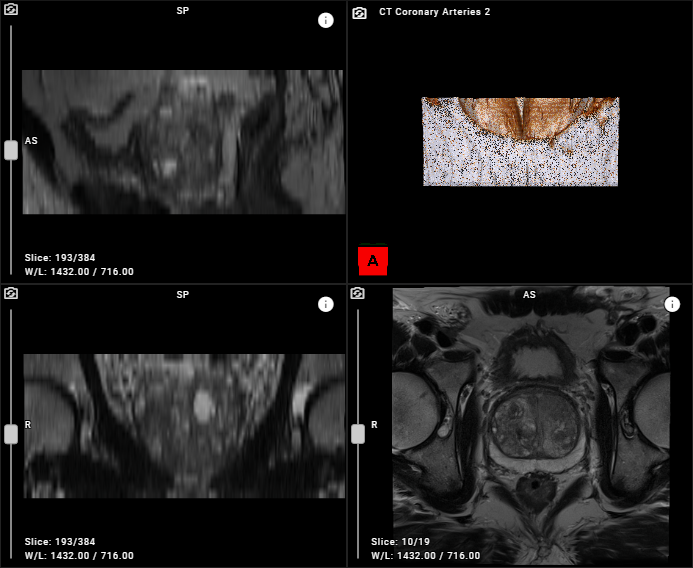 SP
AS
Slice: 193/384
W/L: 1432.00 / 716.00
CT Coronary Arteries 2
A
SP
R
Slice: 193/384
W/L: 1432.00 / 716.00
AS
R
Slice: 10/19
W/L: 1432.00 / 716.00